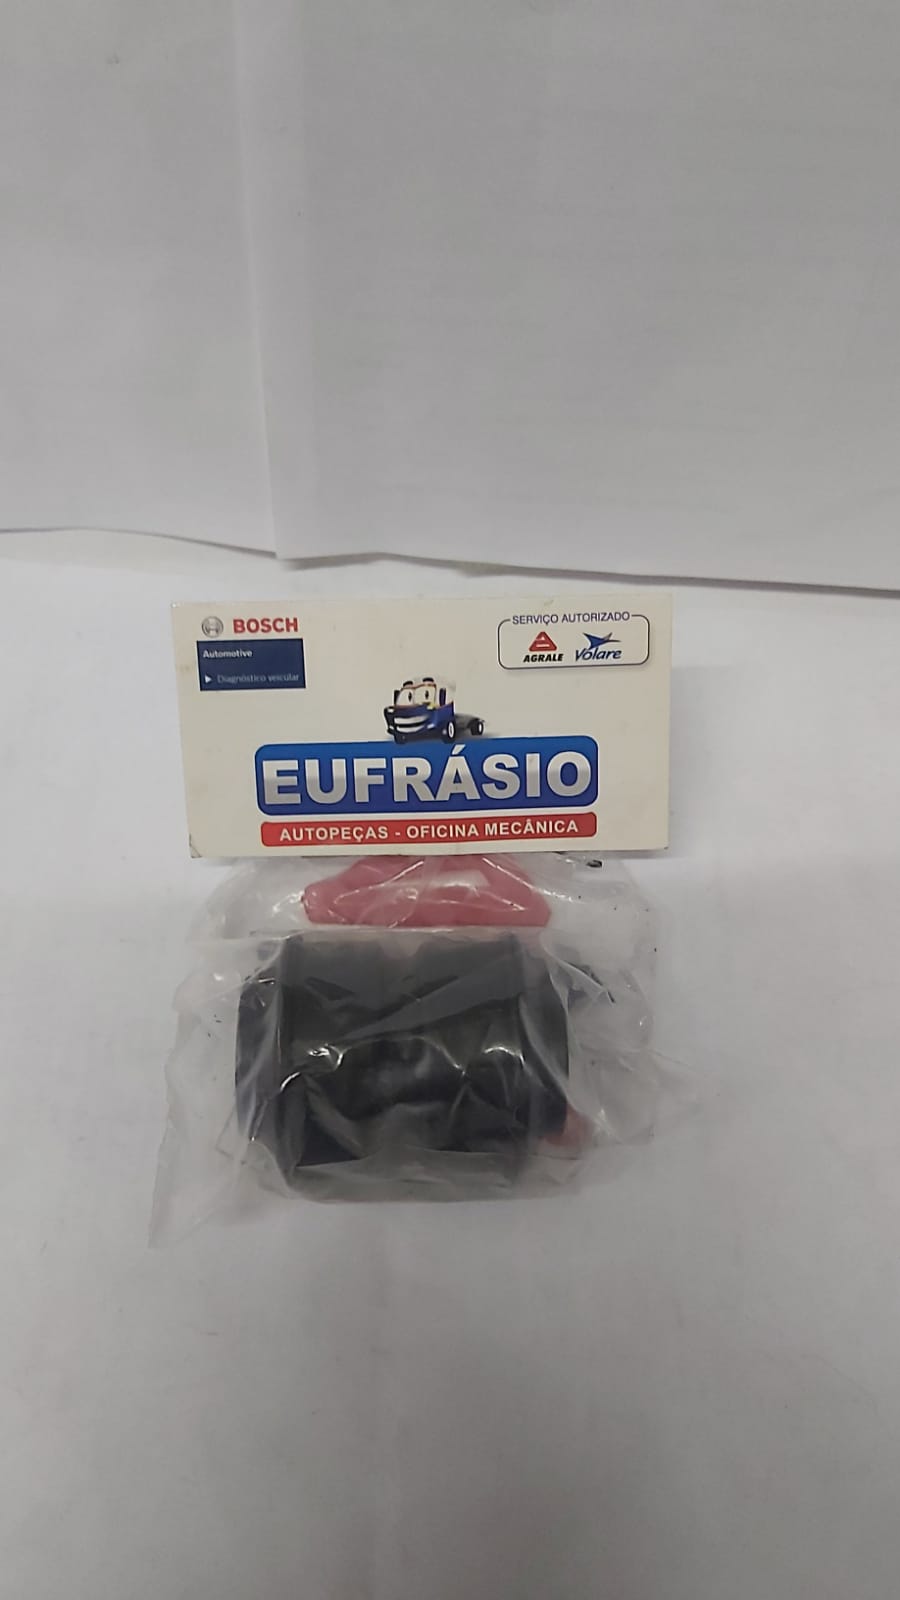 BOSCH
Automotive
Diagnóstico veicular
SERVIÇO AUTORIZADO
AGRALE Volare
EUFRÁSIO
AUTOPEÇAS - OFICINA MECÂNICA